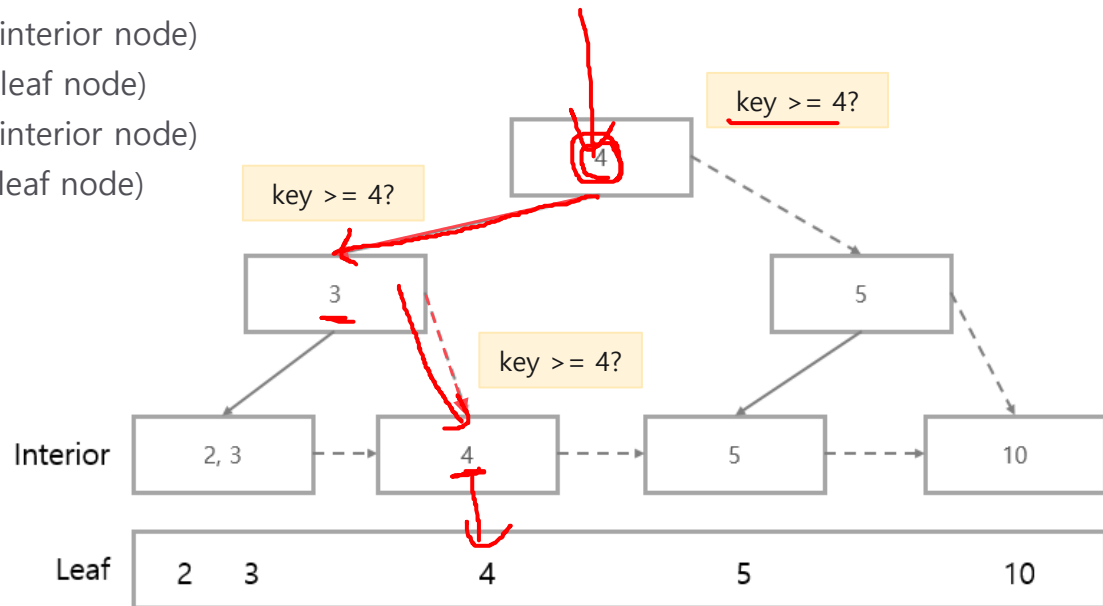 interior node)
leaf node)
interior node)
leaf node)
key >= 4?
4
key >= 4?
3
5
key >= 4?
Interior
2, 3
4
5
10
Leaf
2 3 4 5 10